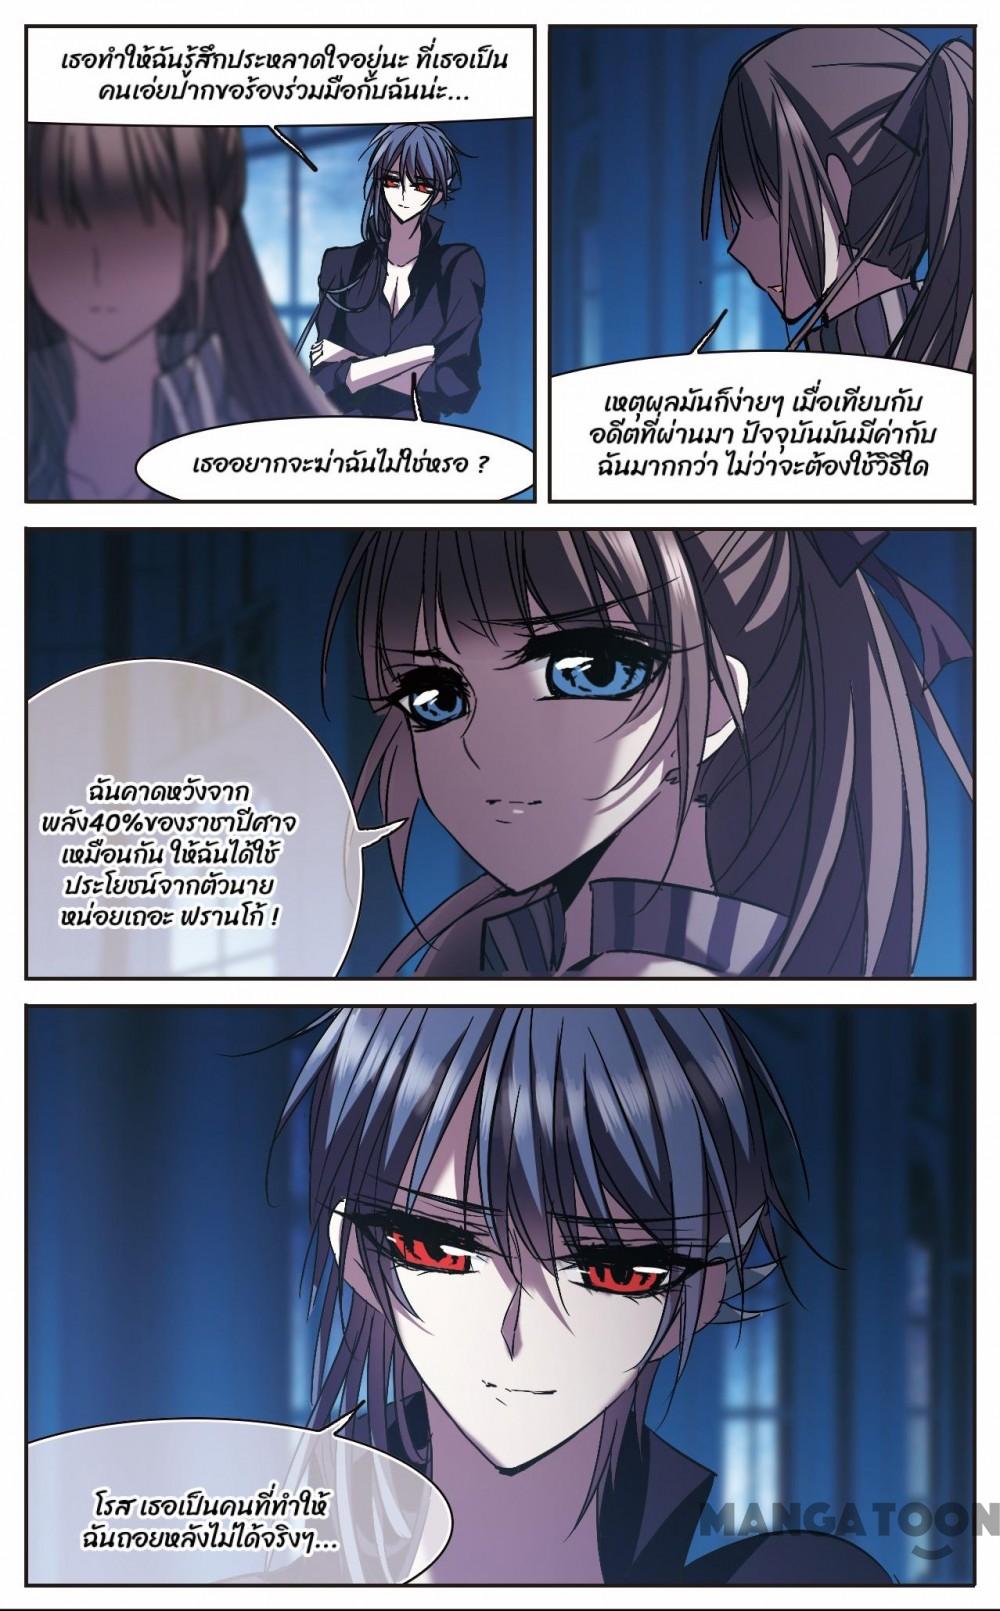 เธอทำให้ฉันรู้สึกประหลาดใจอยู่นะ ที่เธอเป็น
คนเอ่ยปากขอร้องร่วมมือกับฉันน่ะ...
เธออยากจะฆ่าฉันไม่ใช่หรอ ?
เหตุผลมันก็ง่ายๆ เมื่อเทียบกับ
อดีตที่ผ่านมา ปัจจุบันมันมีค่ากับ
ฉันมากกว่า ไม่ว่าจะต้องใช้วิธีใด
ฉันคาดหวังจาก
พลัง40%ของราชาปีศาจ
เหมือนกัน ให้ฉันได้ใช้
ประโยชน์จากตัวนาย
หน่อยเถอะ ฟรานโก้ !
โรส เธอเป็นคนที่ทำให้
ฉันถอยหลังไม่ได้จริงๆ...
MANGATOON